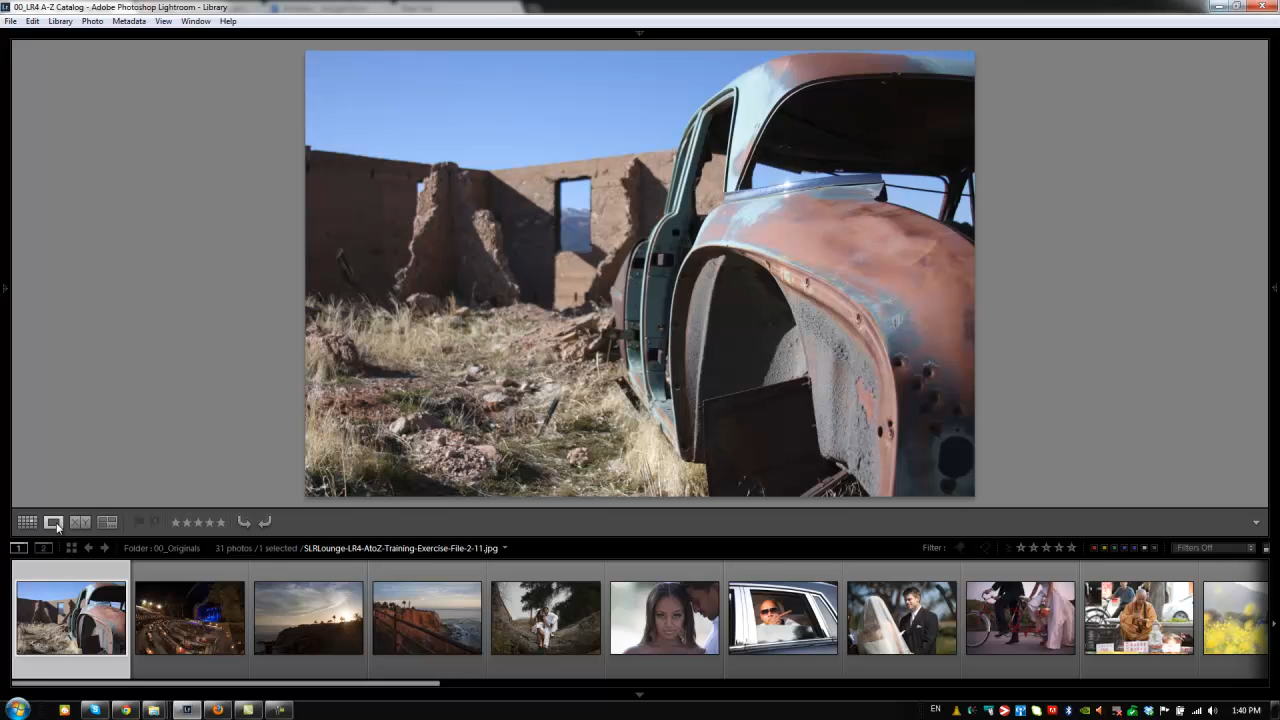 Lr 00_LR4 A-Z Catalog - Adobe Photoshop Lightroom - Library
File Edit Library Photo Metadata View Window Help
X Y
1 2 Folder : 00_Originals 31 photos /1 selected /SLRLounge-LR4-AtoZ-Training-Exercise-File-2-11.jpg Filter : Filters Off
Lr EN 1:40 PM